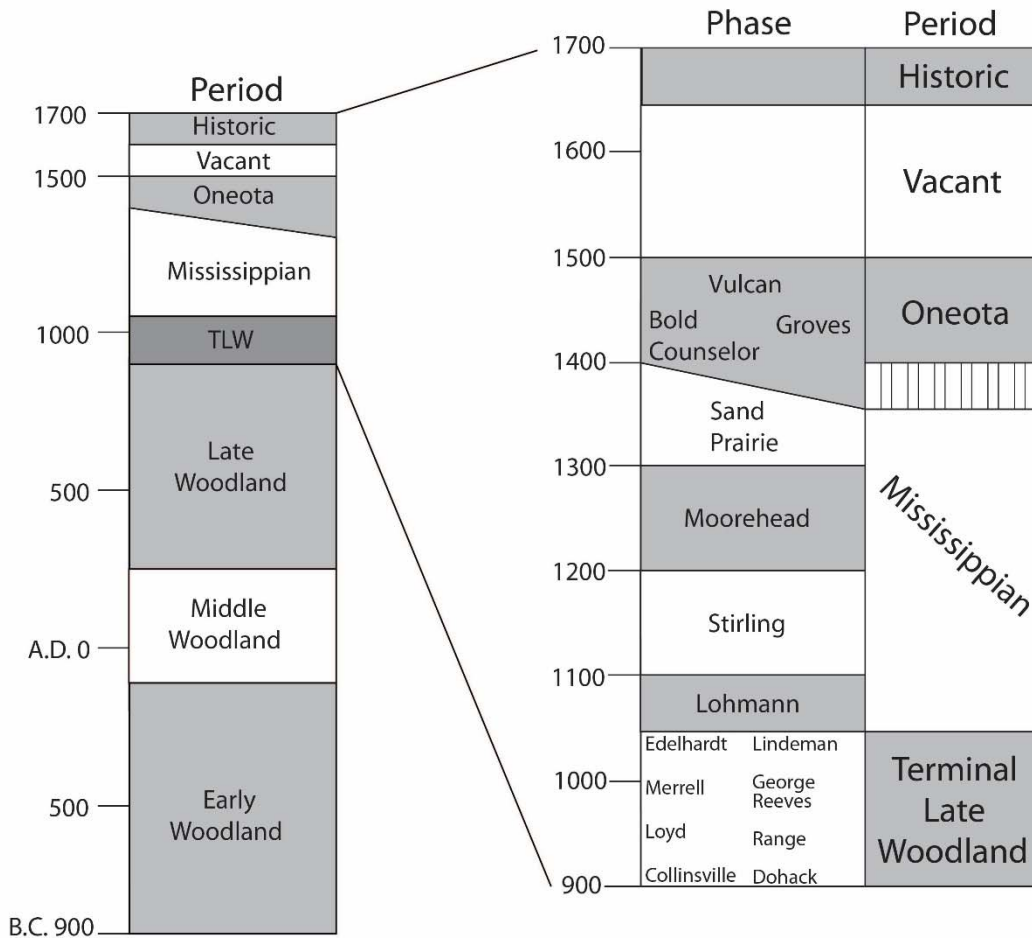 Period
1700
Historic
Vacant
1500
Oneota
Mississippian
1000
TLW
Late
Woodland
500
Middle
Woodland
A.D. 0
500
Early
Woodland
B.C. 900
Phase
Period
1700
Historic
1600
Vacant
1500
Vulcan
Bold
Counselor
Groves
Oneota
1400
Sand
Prairie
1300
Mississippian
Moorehead
1200
Stirling
1100
Lohmann
Edelhardt
Lindeman
1000
Merrell
George
Reeves
Loyd
Range
Collinsville
Dohack
Terminal
Late
Woodland
900